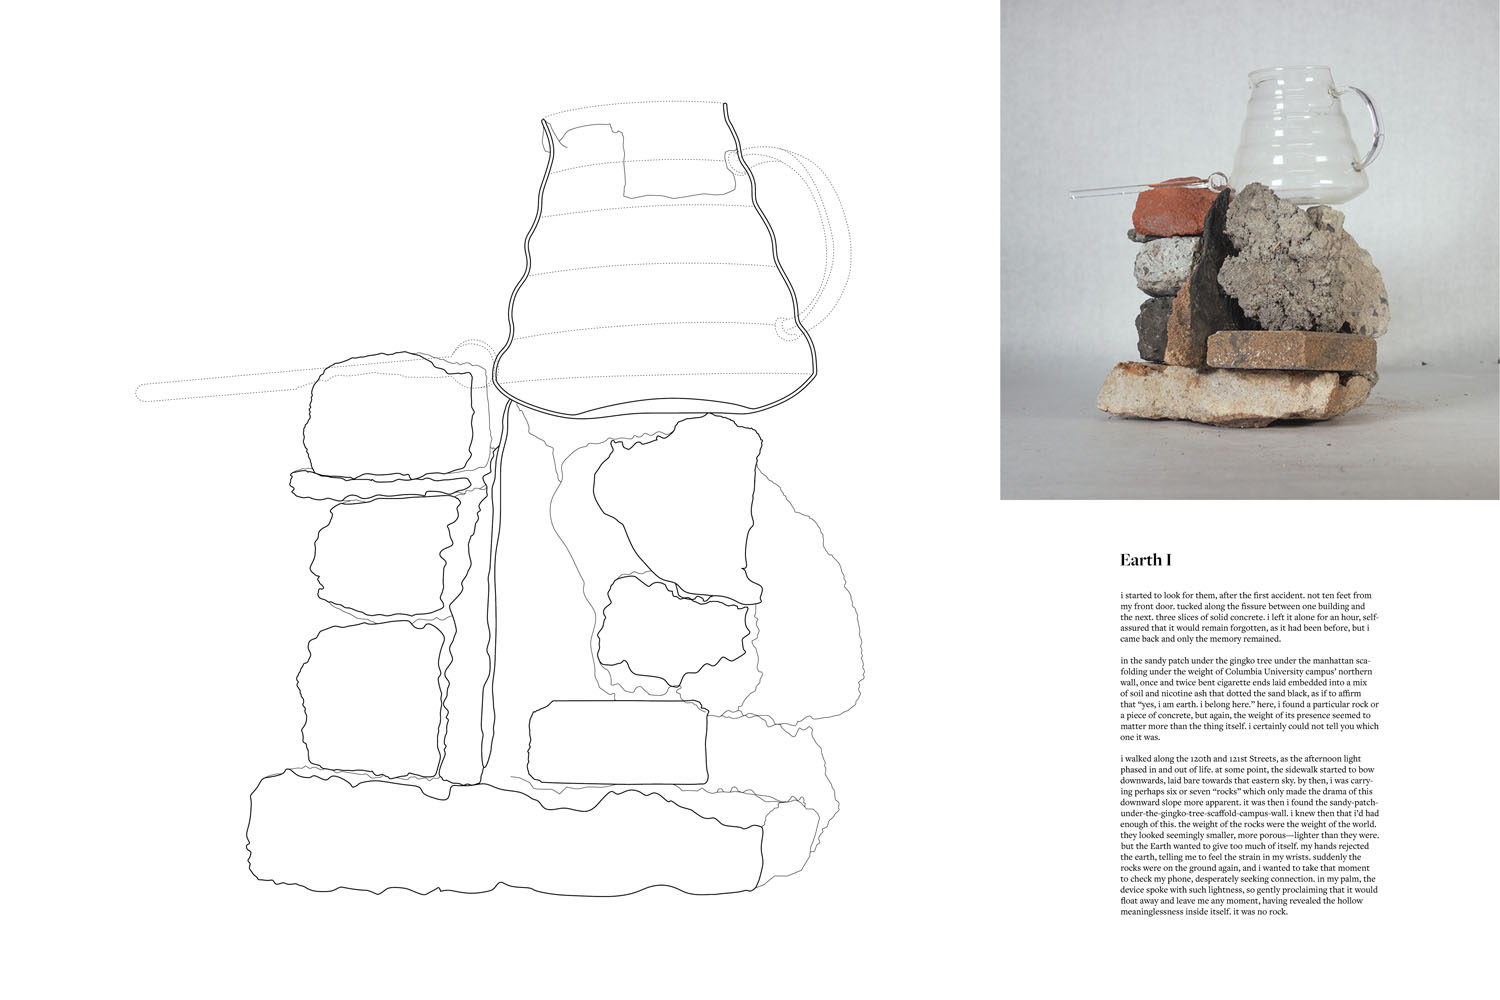 Earth I
i started to look for them, after the first accident. not ten feet from
my front door. tucked along the fissure between one building and
the next. three slices of solid concrete. i left it alone for an hour, self-
assured that it would remain forgotten, as it had been before, but i
came back and only the memory remained.
in the sandy patch under the gingko tree under the manhattan sca-
folding under the weight of Columbia University campus' northern
wall, once and twice bent cigarette ends laid embedded into a mix
of soil and nicotine ash that dotted the sand black, as if to affirm
that “yes, i am earth. i belong here.” here, i found a particular rock or
a piece of concrete, but again, the weight of its presence seemed to
matter more than the thing itself. i certainly could not tell you which
one it was.
i walked along the 120th and 121st Streets, as the afternoon light
phased in and out of life. at some point, the sidewalk started to bow
downwards, laid bare towards that eastern sky. by then, i was carry-
ing perhaps six or seven “rocks” which only made the drama of this
downward slope more apparent. it was then i found the sandy-patch-
under-the-gingko-tree-scaffold-campus-wall. i knew then that i'd had
enough of this. the weight of the rocks were the weight of the world.
they looked seemingly smaller, more porous—lighter than they were.
but the Earth wanted to give too much of itself. my hands rejected
the earth, telling me to feel the strain in my wrists. suddenly the
rocks were on the ground again, and i wanted to take that moment
to check my phone, desperately seeking connection. in my palm, the
device spoke with such lightness, so gently proclaiming that it would
float away and leave me any moment, having revealed the hollow
meaninglessness inside itself. it was no rock.